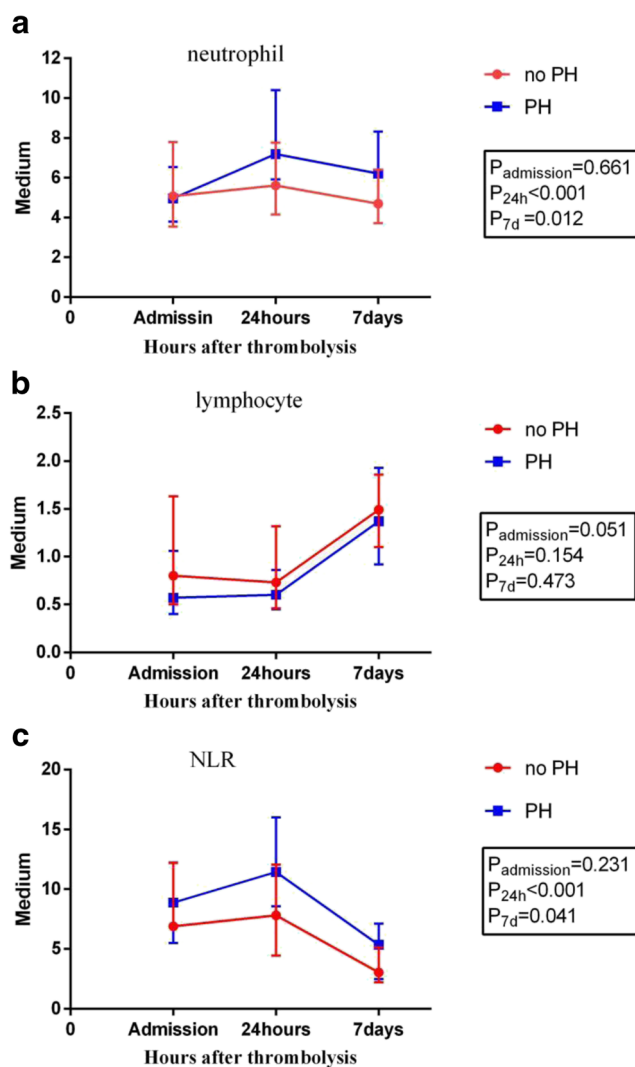 a
neutrophil
12
10
8
6
4
2
0
Medium
0 Admissin 24hours 7days
Hours after thrombolysis
no PH
PH
Padmission=0.661
P24h<0.001
P7d =0.012
b
lymphocyte
2.5
2.0
1.5
1.0
0.5
0.0
Medium
0 Admission 24hours 7days
Hours after thrombolysis
no PH
PH
Padmission=0.051
P24h=0.154
P7d=0.473
c
NLR
20
15
10
5
0
Medium
0 Admission 24hours 7days
Hours after thrombolysis
no PH
PH
Padmission=0.231
P24h<0.001
P7d=0.041